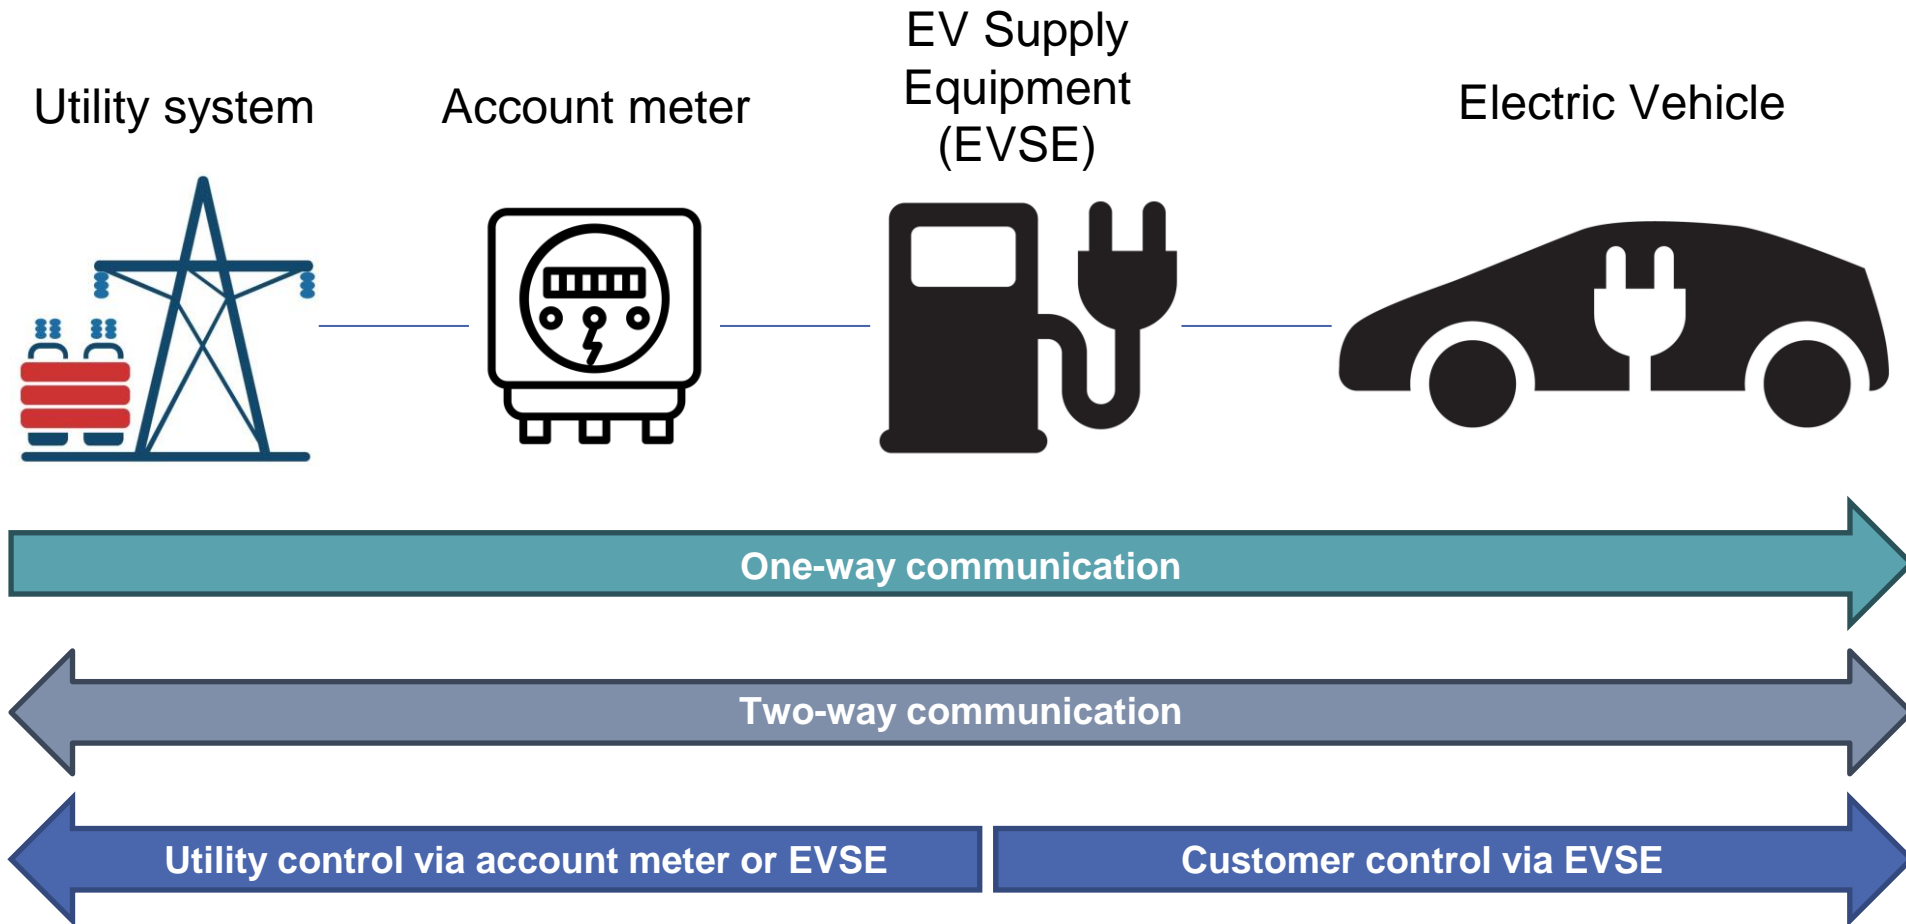 Utility system
Account meter
EV Supply
Equipment
(EVSE)
Electric Vehicle
One-way communication
Two-way communication
Utility control via account meter or EVSE
Customer control via EVSE